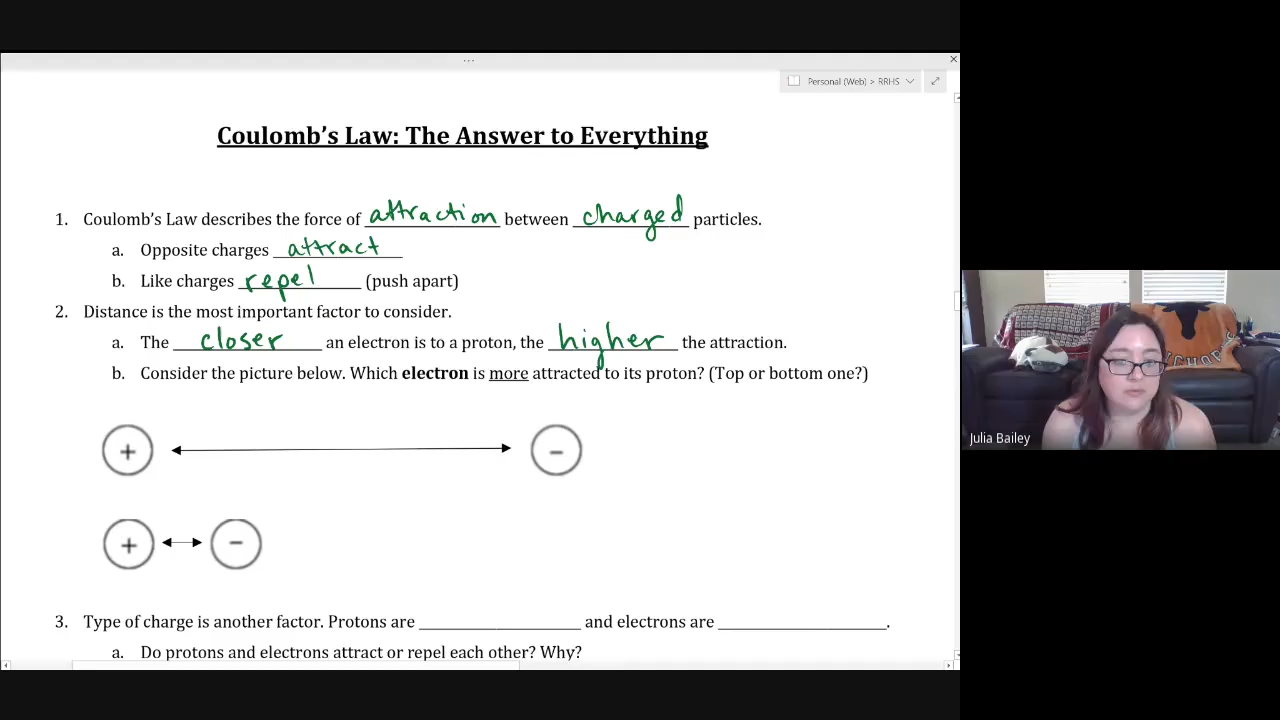 Personal (Web) > RRHS
Coulomb's Law: The Answer to Everything
1. Coulomb's Law describes the force of attraction between charged particles.
a. Opposite charges attract
b. Like charges repel (push apart)
2. Distance is the most important factor to consider.
a. The closer an electron is to a proton, the higher the attraction.
b. Consider the picture below. Which electron is more attracted to its proton? (Top or bottom one?)
+ −
+ −
3. Type of charge is another factor. Protons are ____________________ and electrons are ____________________.
a. Do protons and electrons attract or repel each other? Why?
Julia Bailey